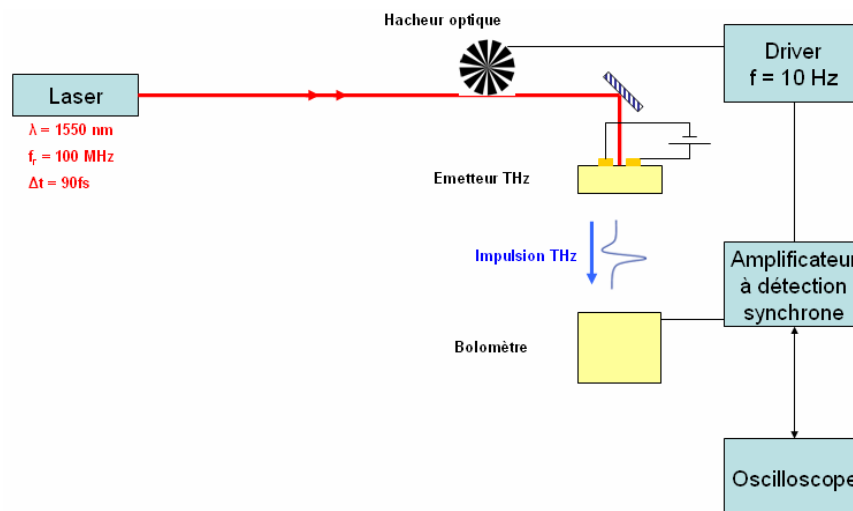 Hacheur optique
Driver
f = 10 Hz
Laser
λ = 1550 nm
fr = 100 MHz
Δt = 90fs
Emetteur THz
Impulsion THz
Amplificateur
à détection
synchrone
Bolomètre
Oscilloscope